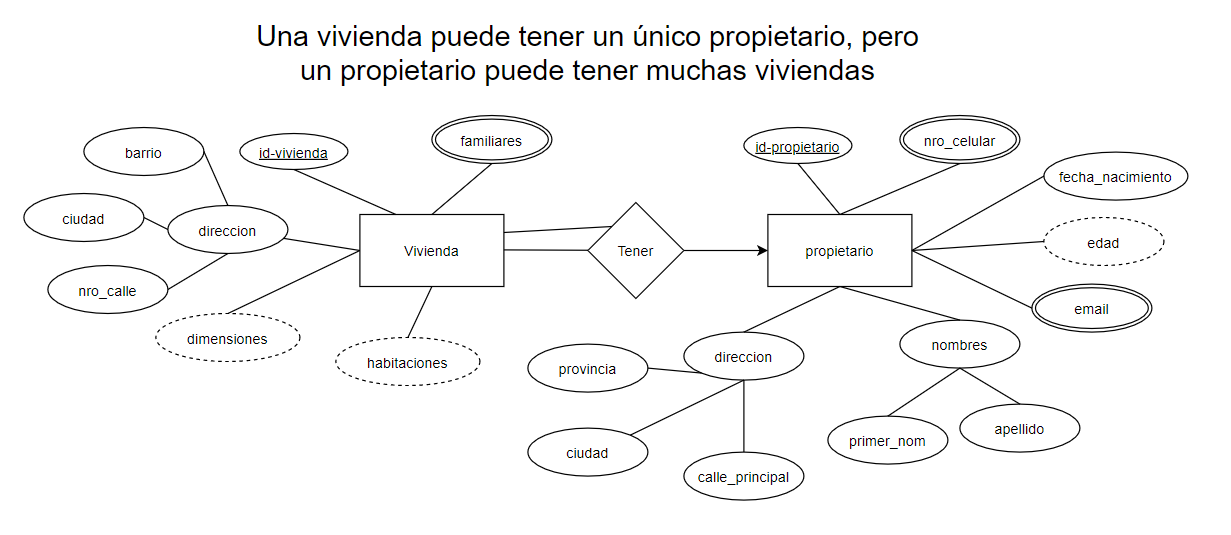 Una vivienda puede tener un único propietario, pero
un propietario puede tener muchas viviendas
barrio
id-vivienda
familiares
id-propietario
nro_celular
fecha_nacimiento
ciudad
direccion
Vivienda
Tener
propietario
edad
nro_calle
email
dimensiones
habitaciones
direccion
nombres
provincia
ciudad
calle_principal
primer_nom
apellido